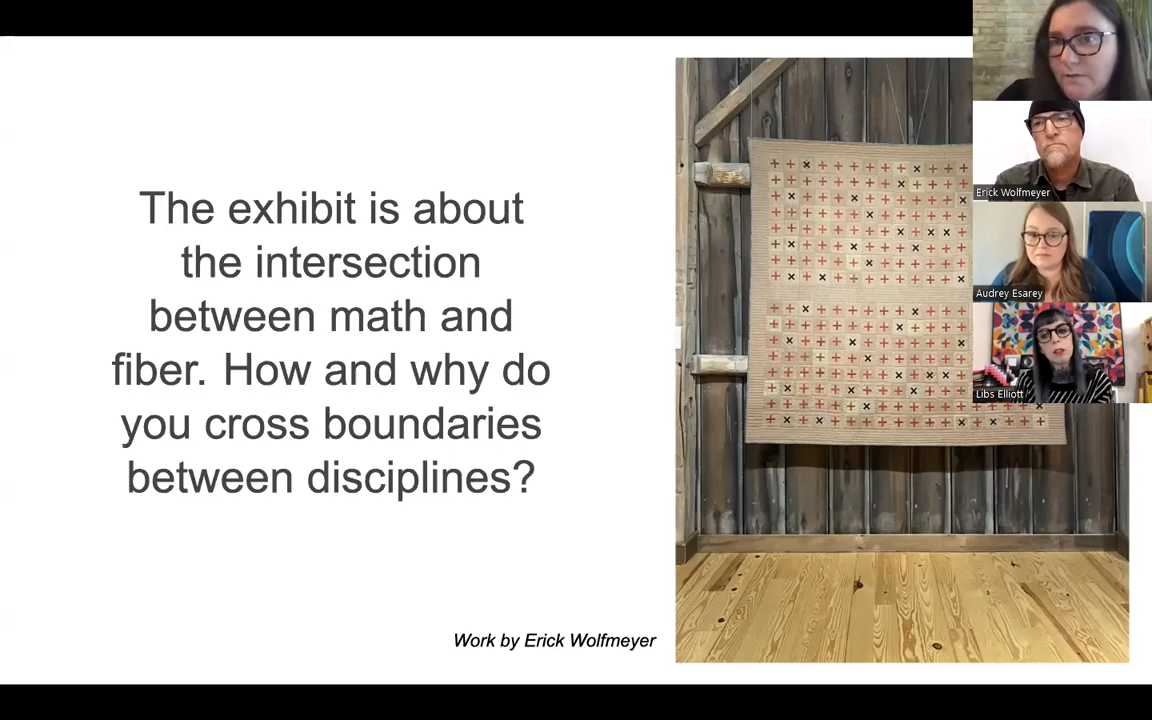 The exhibit is about
the intersection
between math and
fiber. How and why do
you cross boundaries
between disciplines?
Work by Erick Wolfmeyer
Erick Wolfmeyer
Audrey Esarey
Libs Elliott